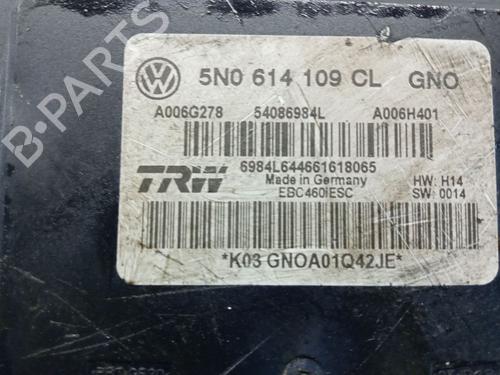 5N0 614 109 CL GNO
A006G278 54086984L A006H401
6984L644661618065
TRW Made in Germany HW: H14
EBC460IESC SW: 0014
*K03 GNOA01Q42JE*
B-PARTS